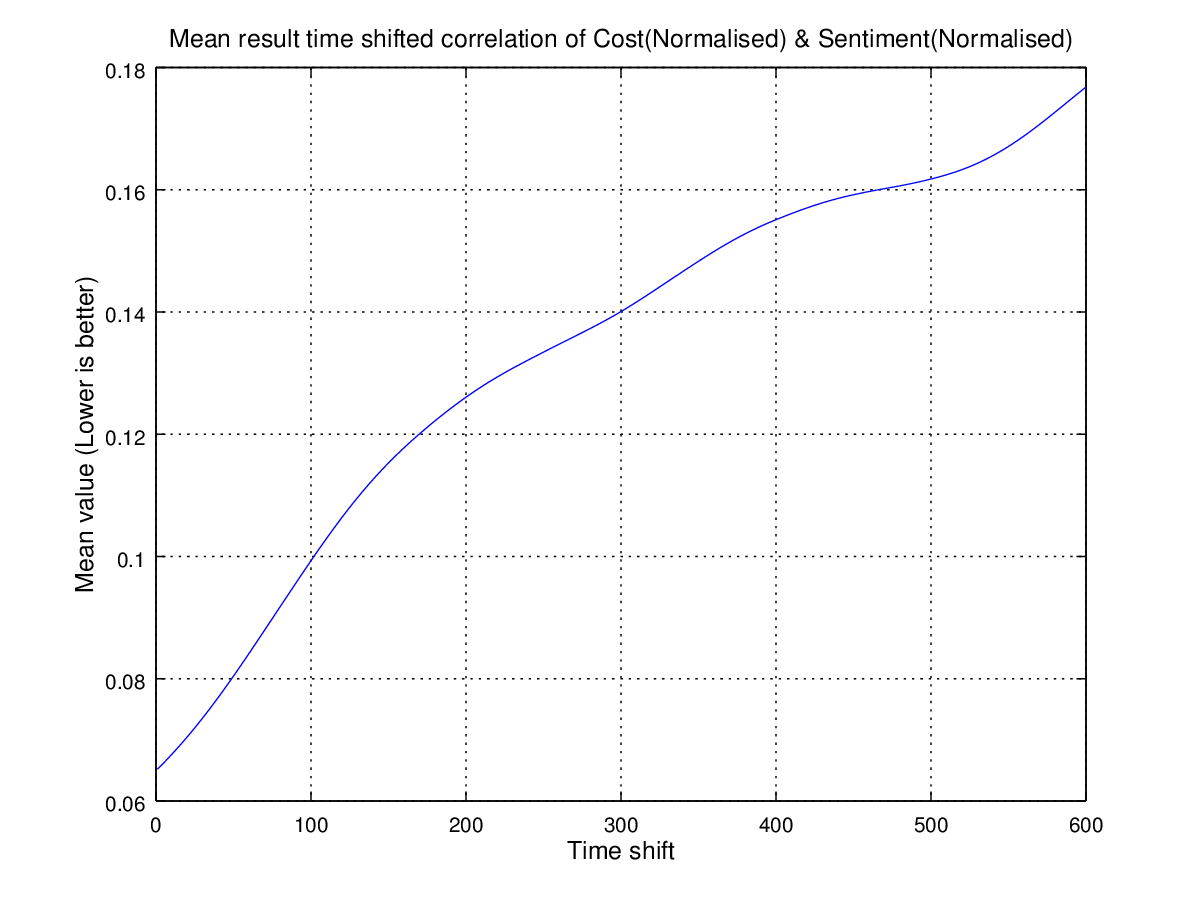 Mean result time shifted correlation of Cost(Normalised) & Sentiment(Normalised)
0.18
0.16
0.14
0.12
0.1
0.08
0.06
Mean value (Lower is better)
0 100 200 300 400 500 600
Time shift